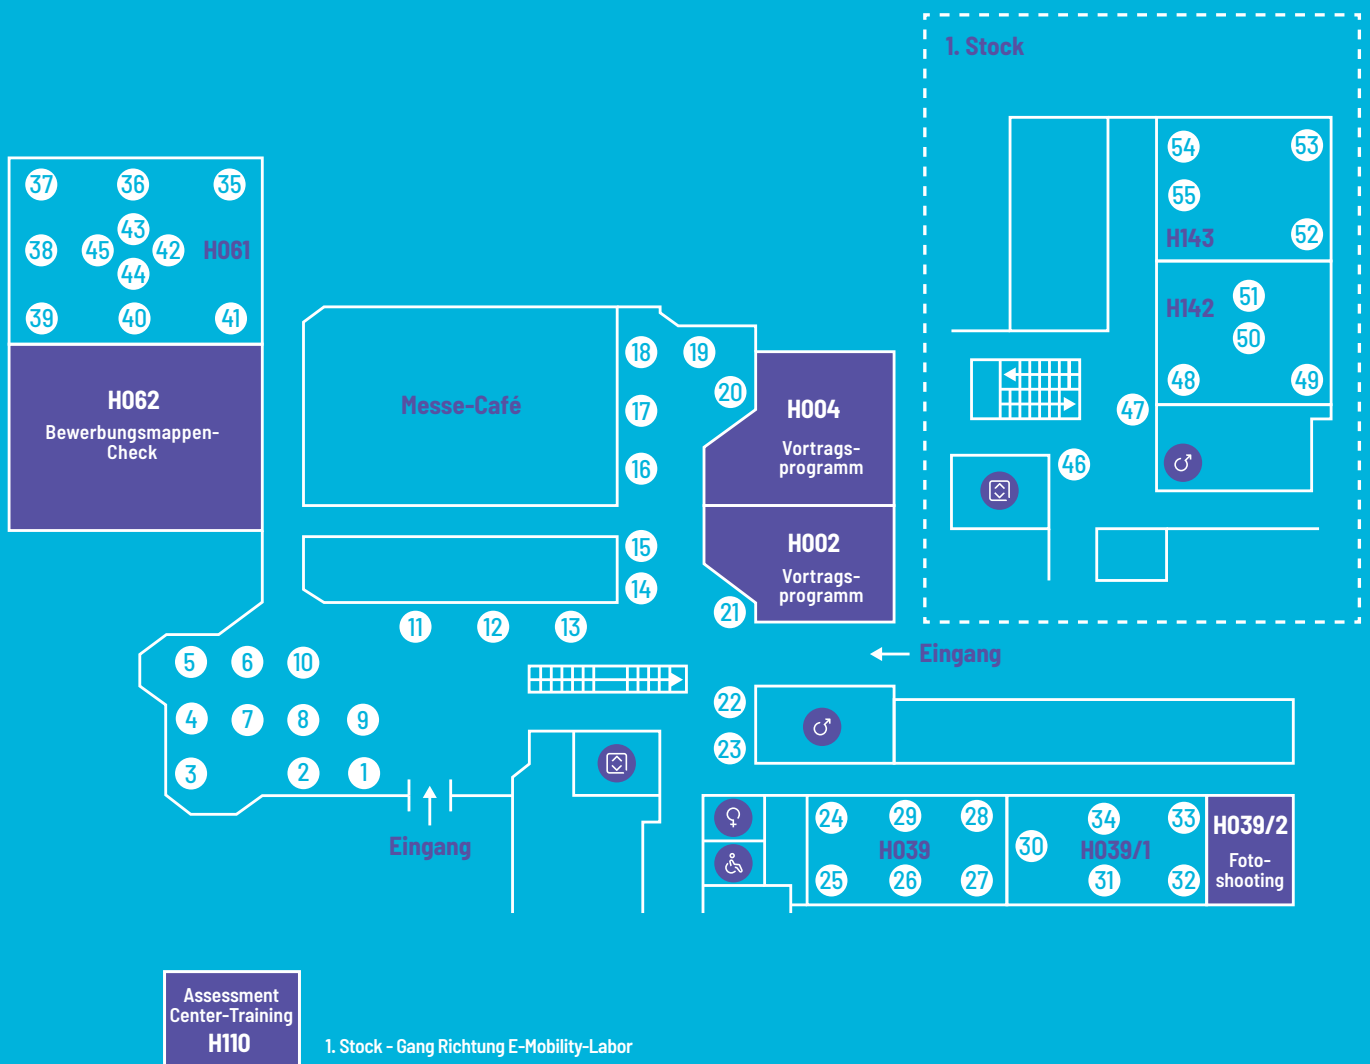 1. Stock
54
53
55
H143
52
H142
51
50
48
49
47
46
37
36
35
43
38
45
42
H061
44
39
40
41
H062
Bewerbungsmappen-
Check
Messe-Café
18
19
20
17
16
15
14
H004
Vortrags-
programm
H002
Vortrags-
programm
21
11
12
13
Eingang
5
6
10
4
7
8
9
3
2
1
Eingang
22
23
24
29
28
H039
25
26
27
34
33
30
H039/1
31
32
H039/2
Foto-
shooting
Assessment
Center-Training
H110
1. Stock - Gang Richtung E-Mobility-Labor